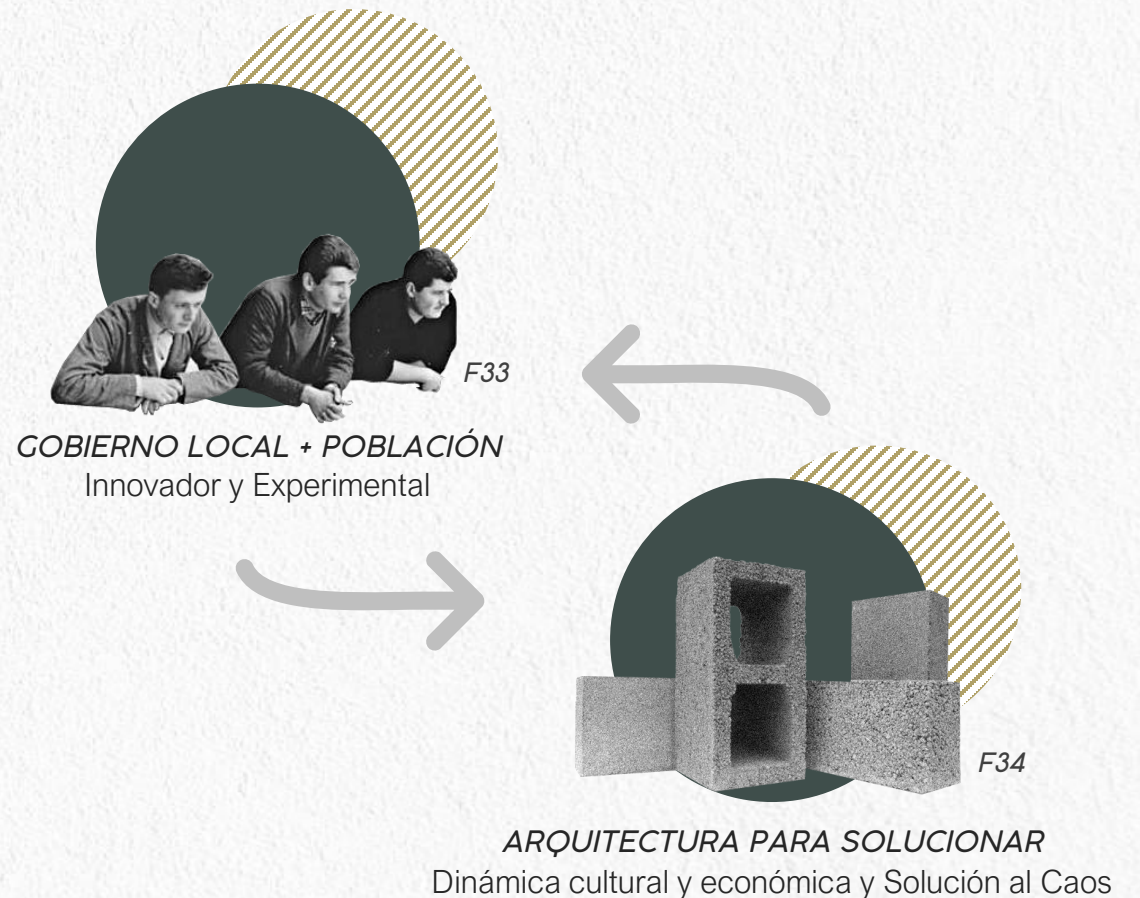 F33
GOBIERNO LOCAL + POBLACIÓN
Innovador y Experimental
F34
ARQUITECTURA PARA SOLUCIONAR
Dinámica cultural y económica y Solución al Caos